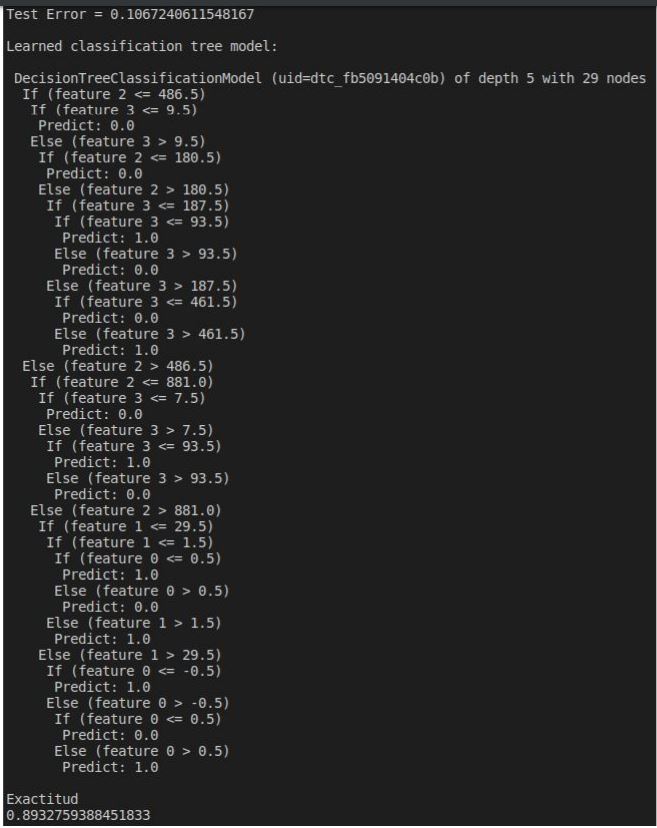 Test Error = 0.1067240611548167
Learned classification tree model:
DecisionTreeClassificationModel (uid=dtc_fb5091404c0b) of depth 5 with 29 nodes
If (feature 2 <= 486.5)
If (feature 3 <= 9.5)
Predict: 0.0
Else (feature 3 > 9.5)
If (feature 2 <= 180.5)
Predict: 0.0
Else (feature 2 > 180.5)
If (feature 3 <= 187.5)
If (feature 3 <= 93.5)
Predict: 1.0
Else (feature 3 > 93.5)
Predict: 0.0
Else (feature 3 > 187.5)
If (feature 3 <= 461.5)
Predict: 0.0
Else (feature 3 > 461.5)
Predict: 1.0
Else (feature 2 > 486.5)
If (feature 2 <= 881.0)
If (feature 3 <= 7.5)
Predict: 0.0
Else (feature 3 > 7.5)
If (feature 3 <= 93.5)
Predict: 1.0
Else (feature 3 > 93.5)
Predict: 0.0
Else (feature 2 > 881.0)
If (feature 1 <= 29.5)
If (feature 1 <= 1.5)
If (feature 0 <= 0.5)
Predict: 1.0
Else (feature 0 > 0.5)
Predict: 0.0
Else (feature 1 > 1.5)
Predict: 1.0
Else (feature 1 > 29.5)
If (feature 0 <= -0.5)
Predict: 1.0
Else (feature 0 > -0.5)
If (feature 0 <= 0.5)
Predict: 0.0
Else (feature 0 > 0.5)
Predict: 1.0
Exactitud
0.8932759388451833